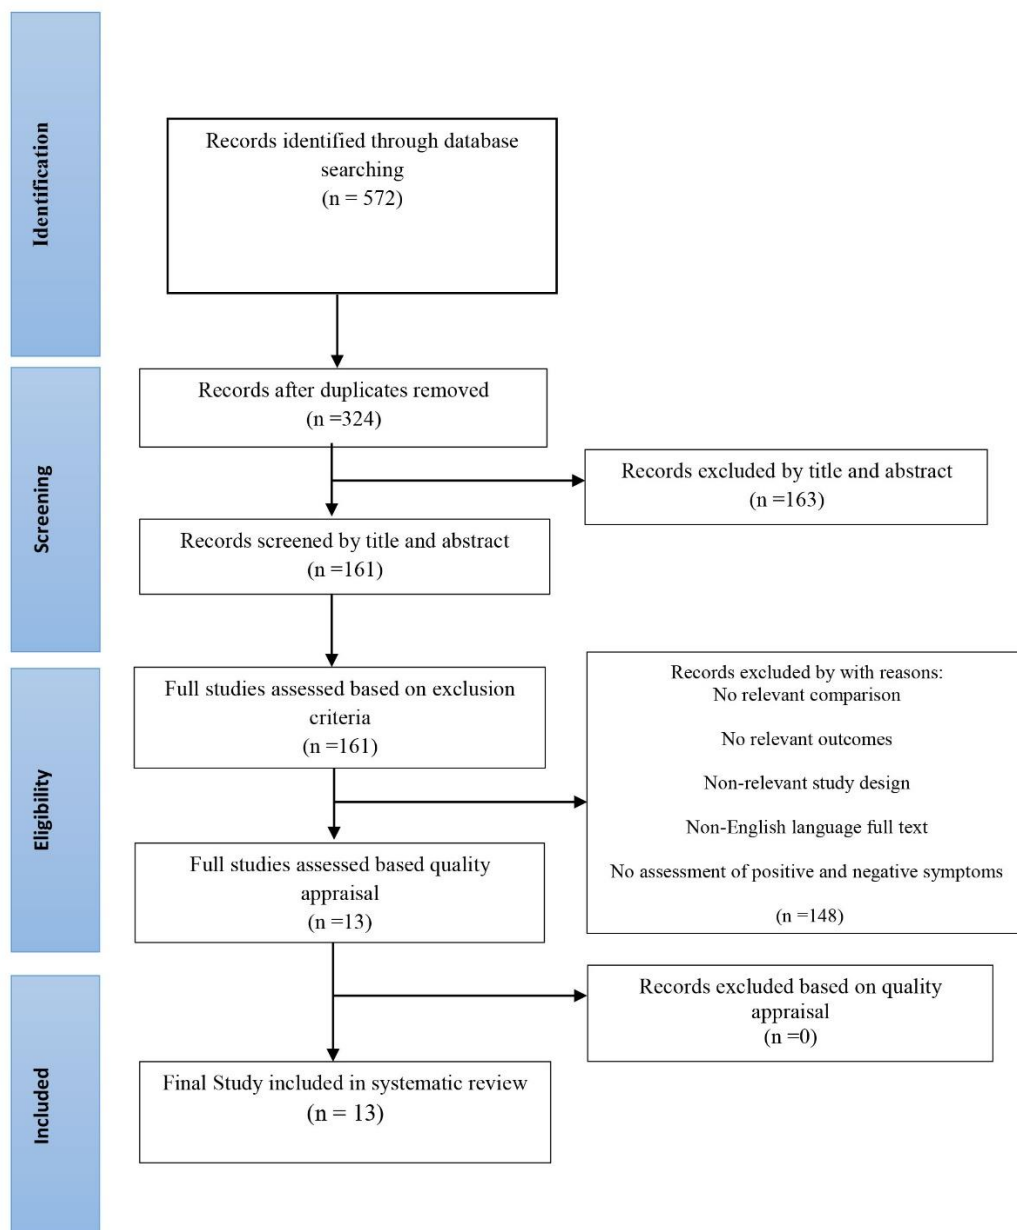 Identification
Records identified through database
searching
(n = 572)
Screening
Records after duplicates removed
(n =324)
Records excluded by title and abstract
(n =163)
Records screened by title and abstract
(n =161)
Eligibility
Full studies assessed based on exclusion
criteria
(n =161)
Records excluded by with reasons:
No relevant comparison
No relevant outcomes
Non-relevant study design
Non-English language full text
No assessment of positive and negative symptoms
(n =148)
Full studies assessed based quality
appraisal
(n =13)
Included
Records excluded based on quality
appraisal
(n =0)
Final Study included in systematic review
(n = 13)